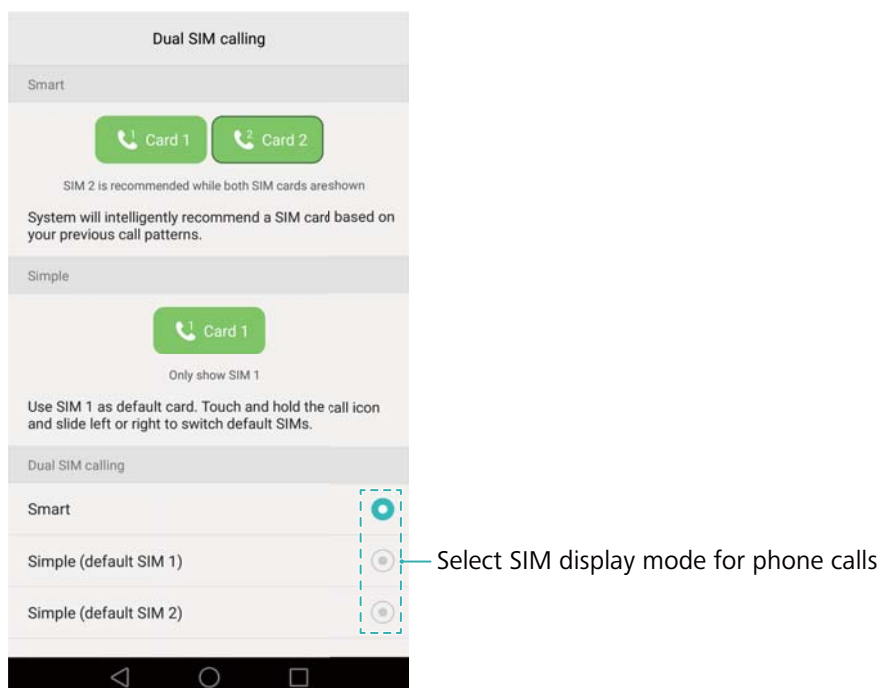 Dual SIM calling
Smart
1 Card 1 2 Card 2
SIM 2 is recommended while both SIM cards areshown
System will intelligently recommend a SIM card based on
your previous call patterns.
Simple
1 Card 1
Only show SIM 1
Use SIM 1 as default card. Touch and hold the call icon
and slide left or right to switch default SIMs.
Dual SIM calling
Smart
Simple (default SIM 1)
Select SIM display mode for phone calls
Simple (default SIM 2)